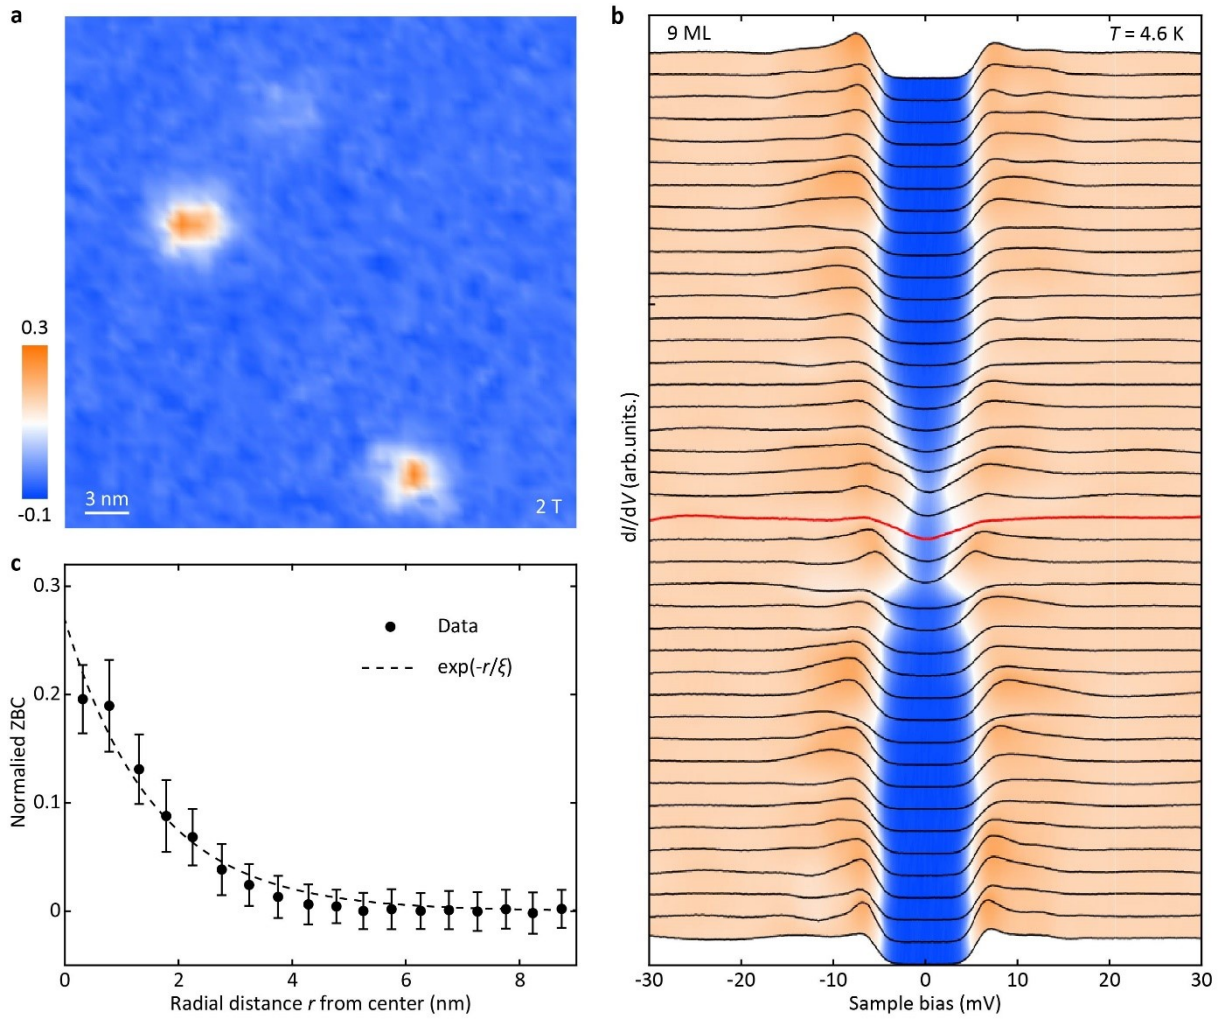 a
0.3
-0.1
3 nm
2 T
b
9 ML
T = 4.6 K
dI/dV (arb.units.)
-30
-20
-10
0
10
20
30
Sample bias (mV)
c
0.3
0.2
0.1
0
Data
exp(-r/ξ)
Normalied ZBC
0
2
4
6
8
Radial distance r from center (nm)